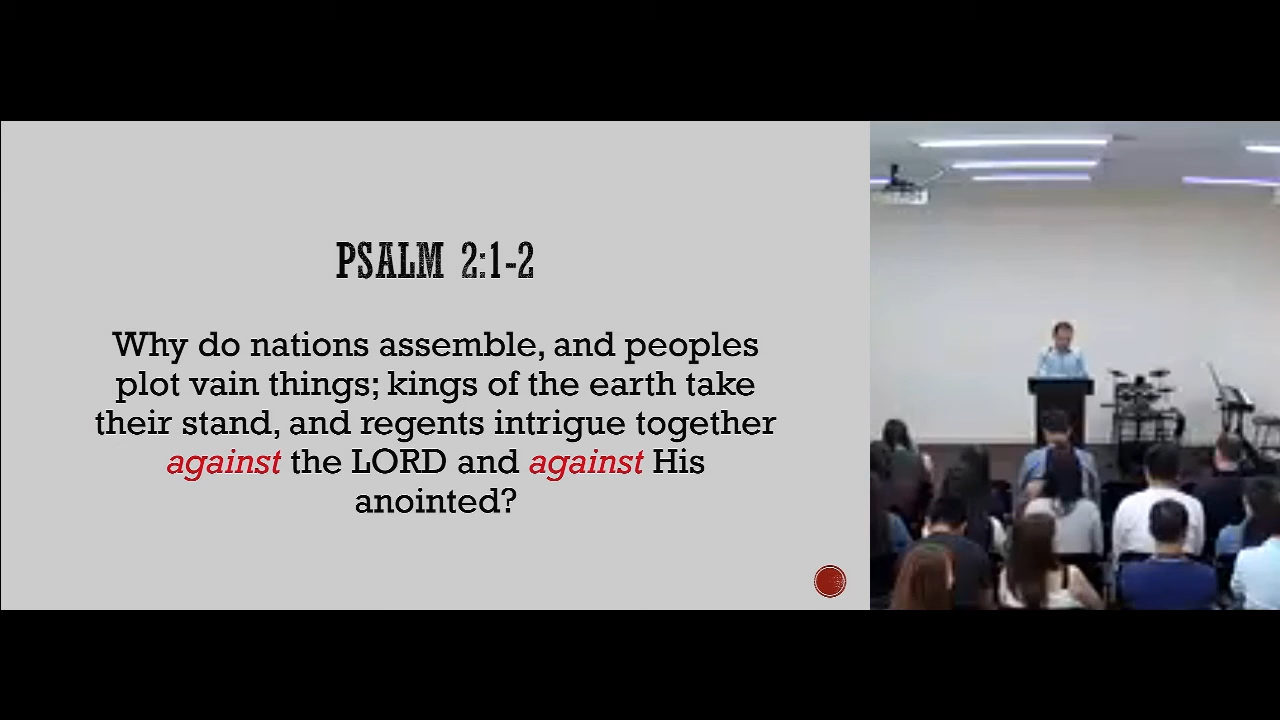 PSALM 2:1-2
Why do nations assemble, and peoples
plot vain things; kings of the earth take
their stand, and regents intrigue together
against the LORD and against His
anointed?